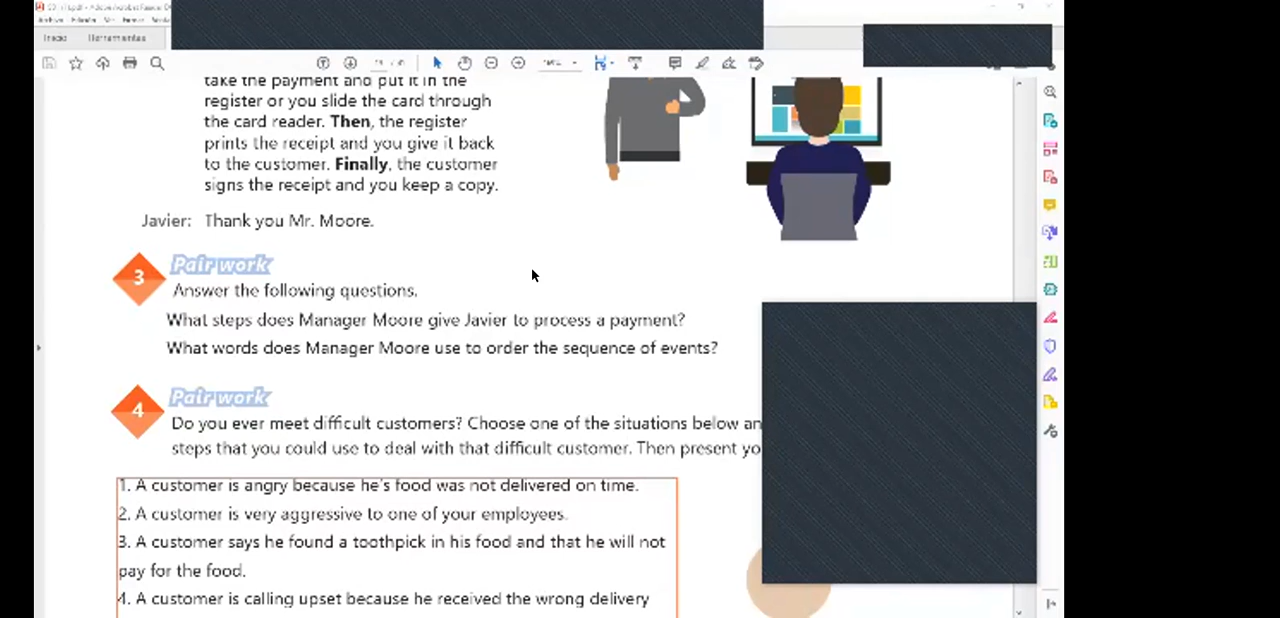 Inicio Herramientas
take the payment and put it in the
register or you slide the card through
the card reader. Then, the register
prints the receipt and you give it back
to the customer. Finally, the customer
signs the receipt and you keep a copy.
Javier: Thank you Mr. Moore.
3 Pair work
Answer the following questions.
What steps does Manager Moore give Javier to process a payment?
What words does Manager Moore use to order the sequence of events?
4 Pair work
Do you ever meet difficult customers? Choose one of the situations below an
steps that you could use to deal with that difficult customer. Then present yo
1. A customer is angry because he's food was not delivered on time.
2. A customer is very aggressive to one of your employees.
3. A customer says he found a toothpick in his food and that he will not
pay for the food.
4. A customer is calling upset because he received the wrong delivery